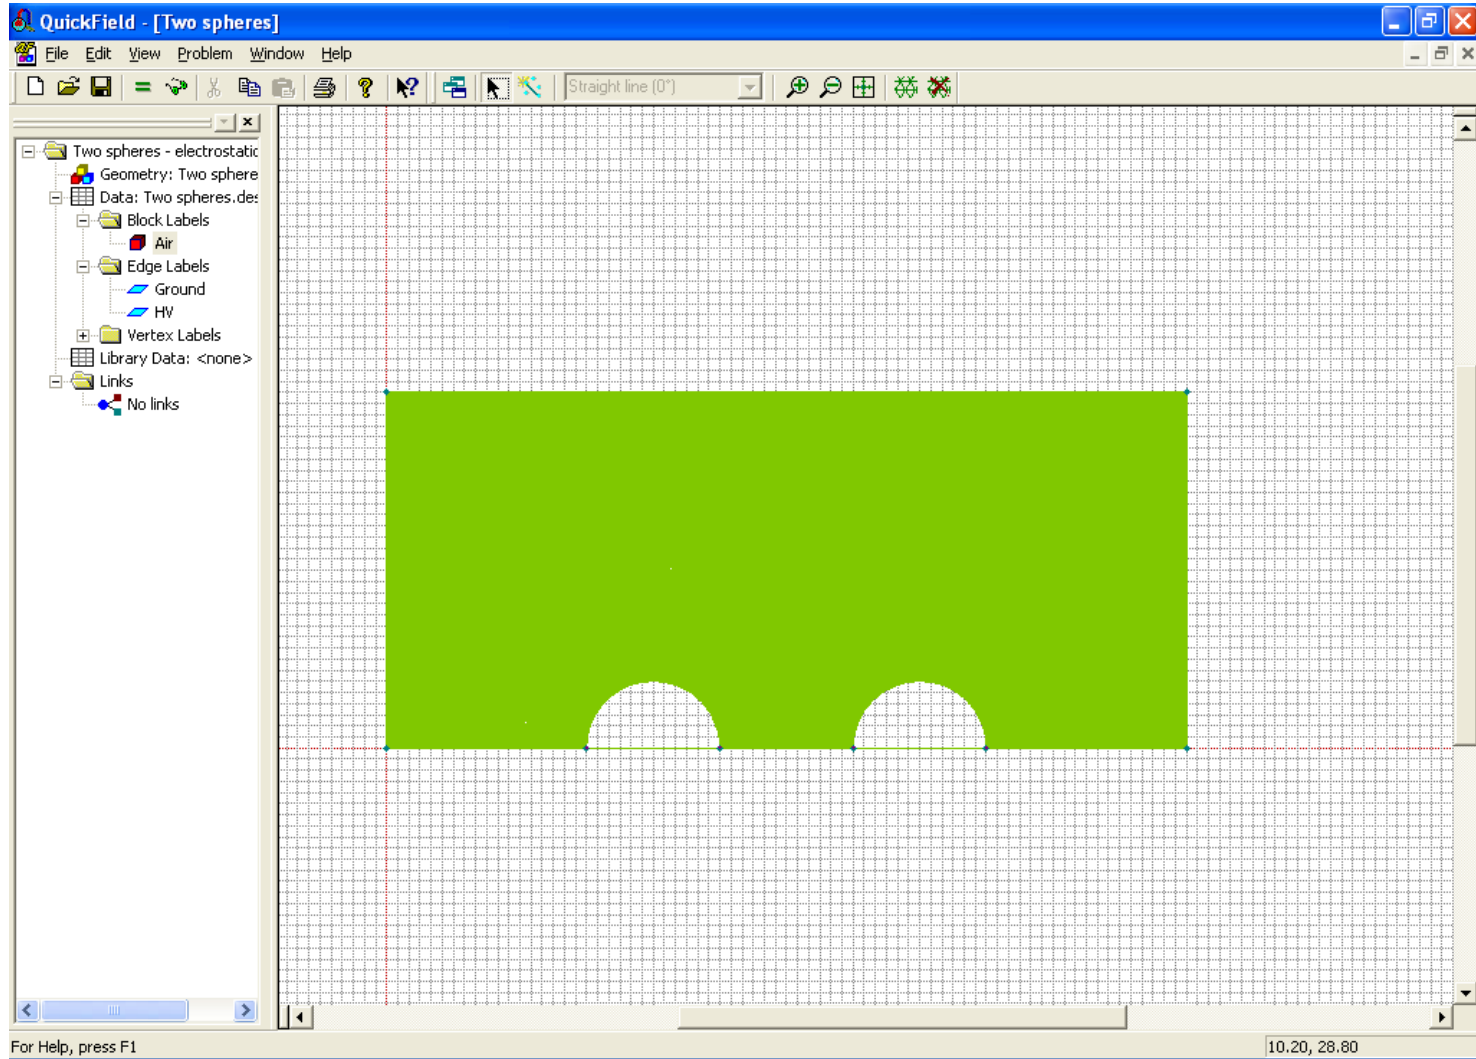 QuickField - [Two spheres]
File Edit View Problem Window Help
Straight line (0°)
Two spheres - electrostatic
Geometry: Two sphere
Data: Two spheres.des
Block Labels
Air
Edge Labels
Ground
HV
Vertex Labels
Library Data: <none>
Links
No links
For Help, press F1
10.20, 28.80